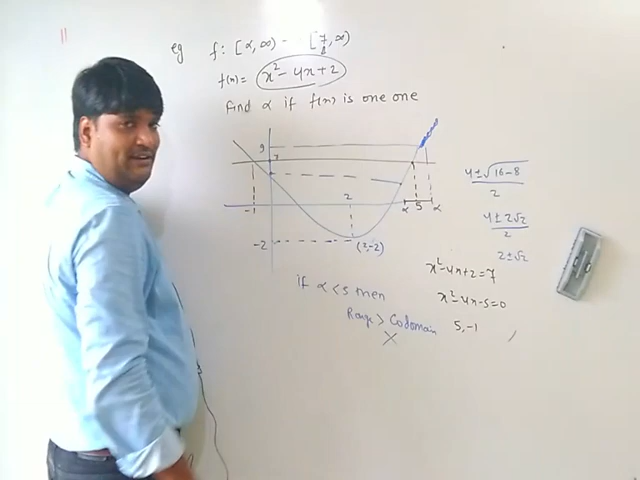 11
eg f: [α, ∞) - [7, ∞)
f(n) = x² - 4x + 2
find α if f(n) is one one
9
7
2
-1
α 5 α
-2
(2, -2)
4 ± √16-8
2
4 ± 2√2
2
2 ± √2
x² - 4x + 2 = 7
x² - 4x - 5 = 0
5, -1
if α < 5 then
Range > Codomain
X